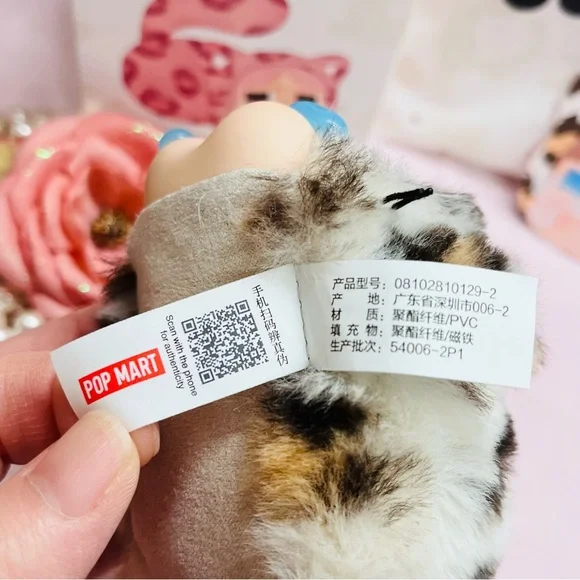 POP MART
Scan with the phone
for authenticity
手机扫码辨真伪
产品型号: 08102810129-2
产 地: 广东省深圳市006-2
材 质: 聚酯纤维/PVC
填 充 物: 聚酯纤维/磁铁
生产批次: 54006-2P1